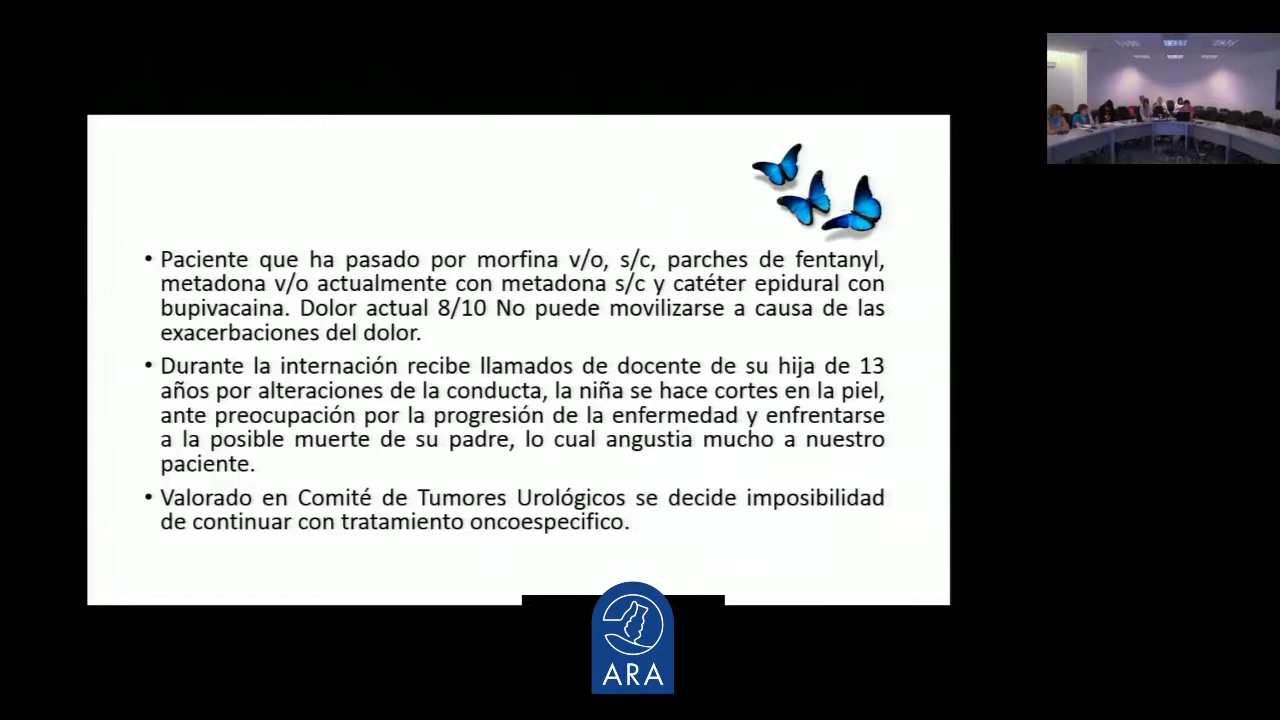 • Paciente que ha pasado por morfina v/o, s/c, parches de fentanyl,
metadona v/o actualmente con metadona s/c y catéter epidural con
bupivacaina. Dolor actual 8/10 No puede movilizarse a causa de las
exacerbaciones del dolor.
• Durante la internación recibe llamados de docente de su hija de 13
años por alteraciones de la conducta, la niña se hace cortes en la piel,
ante preocupación por la progresión de la enfermedad y enfrentarse
a la posible muerte de su padre, lo cual angustia mucho a nuestro
paciente.
• Valorado en Comité de Tumores Urológicos se decide imposibilidad
de continuar con tratamiento oncoespecifico.
ARA